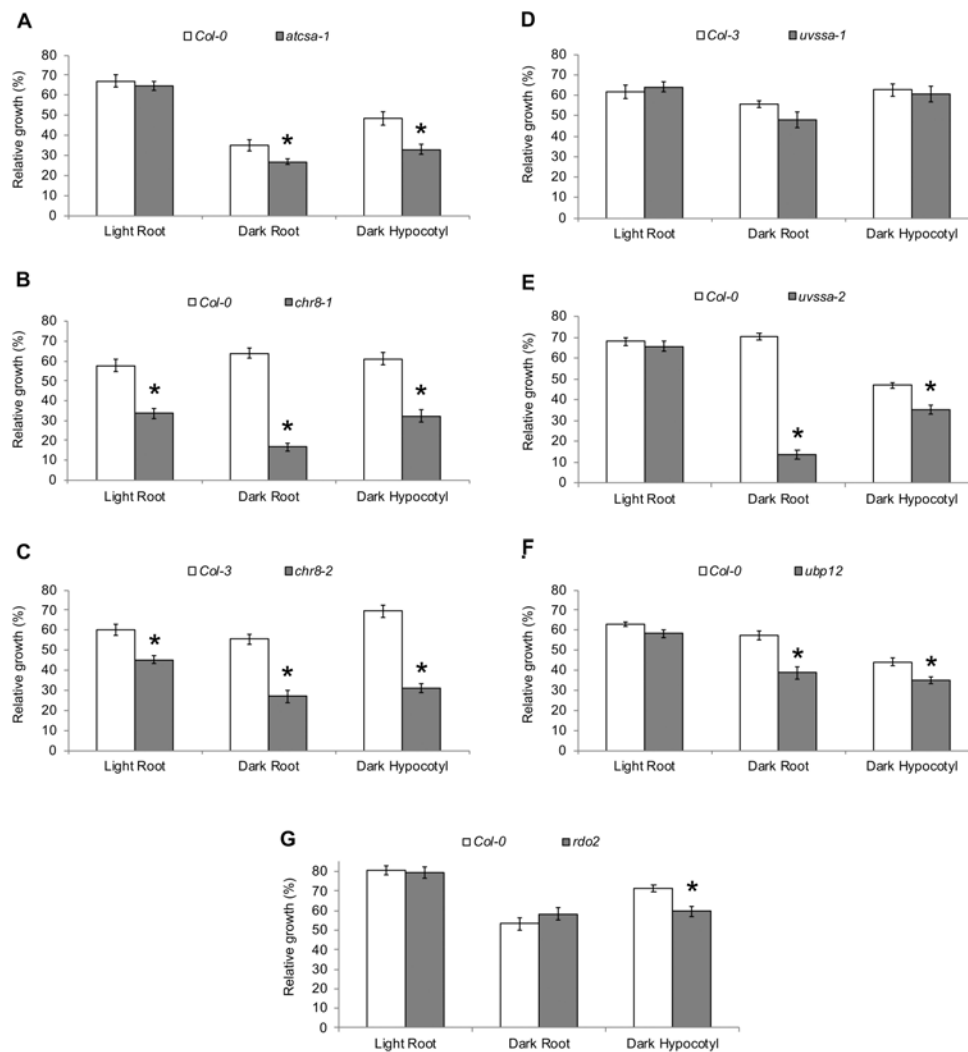 A
Col-0 atcsa-1
Relative growth (%)
80
70
60
50
40
30
20
10
0
Light Root Dark Root Dark Hypocotyl
* *
D
Col-3 uvssa-1
Relative growth (%)
80
70
60
50
40
30
20
10
0
Light Root Dark Root Dark Hypocotyl
B
Col-0 chr8-1
Relative growth (%)
80
70
60
50
40
30
20
10
0
Light Root Dark Root Dark Hypocotyl
* * *
E
Col-0 uvssa-2
Relative growth (%)
80
70
60
50
40
30
20
10
0
Light Root Dark Root Dark Hypocotyl
* *
C
Col-3 chr8-2
Relative growth (%)
80
70
60
50
40
30
20
10
0
Light Root Dark Root Dark Hypocotyl
* * *
F
Col-0 ubp12
Relative growth (%)
80
70
60
50
40
30
20
10
0
Light Root Dark Root Dark Hypocotyl
* *
G
Col-0 rdo2
Relative growth (%)
80
70
60
50
40
30
20
10
0
Light Root Dark Root Dark Hypocotyl
*